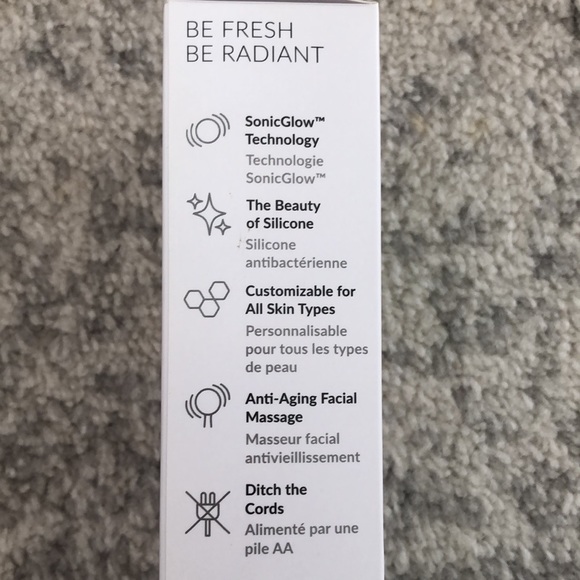 BE FRESH
BE RADIANT
SonicGlow™
Technology
Technologie
SonicGlow™
The Beauty
of Silicone
Silicone
antibactérienne
Customizable for
All Skin Types
Personnalisable
pour tous les types
de peau
Anti-Aging Facial
Massage
Masseur facial
antivieillissement
Ditch the
Cords
Alimenté par une
pile AA